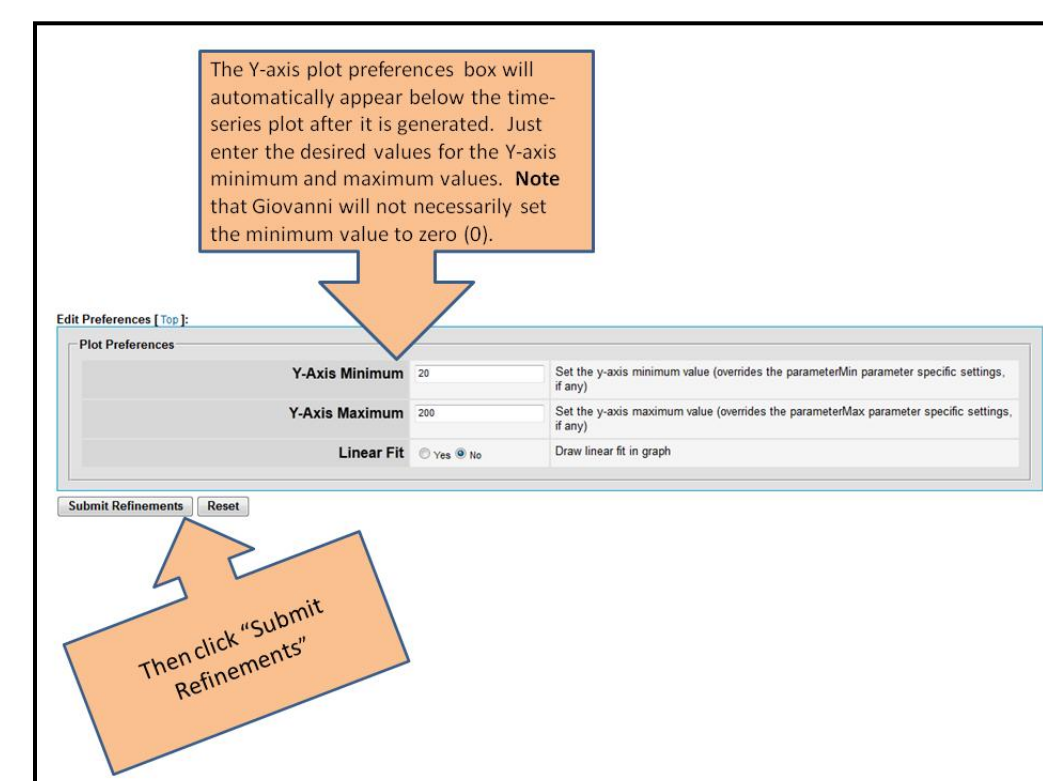 The Y-axis plot preferences box will
automatically appear below the time-
series plot after it is generated. Just
enter the desired values for the Y-axis
minimum and maximum values. Note
that Giovanni will not necessarily set
the minimum value to zero (0).
Edit Preferences [ Top ]:
Plot Preferences
Y-Axis Minimum 20 Set the y-axis minimum value (overrides the parameterMin parameter specific settings,
if any)
Y-Axis Maximum 200 Set the y-axis maximum value (overrides the parameterMax parameter specific settings,
if any)
Linear Fit Yes No Draw linear fit in graph
Submit Refinements Reset
Then click “Submit
Refinements”